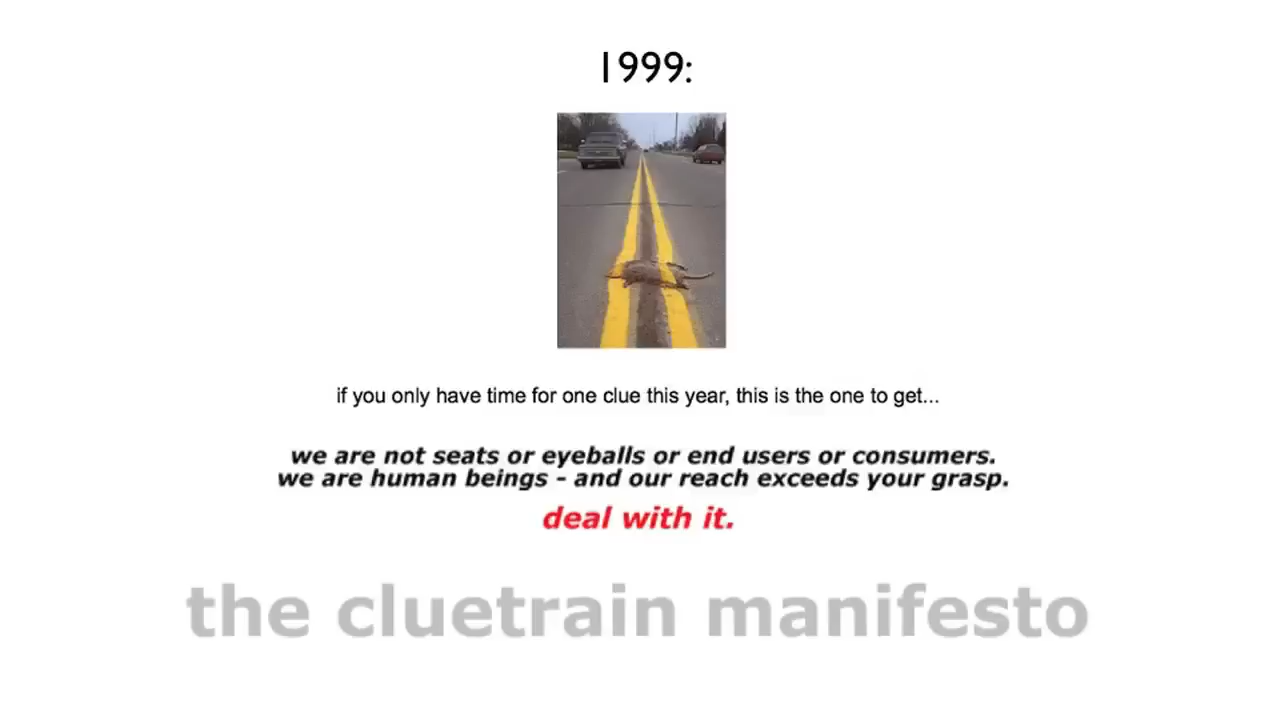 1999:
if you only have time for one clue this year, this is the one to get...
we are not seats or eyeballs or end users or consumers.
we are human beings - and our reach exceeds your grasp.
deal with it.
the cluetrain manifesto